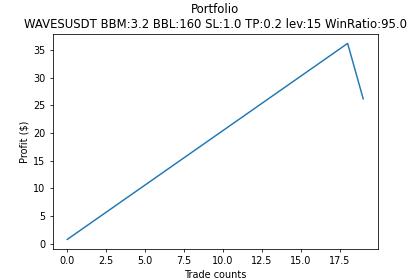 Portfolio
WAVESUSDT BBM:3.2 BBL:160 SL:1.0 TP:0.2 lev:15 WinRatio:95.0
35
30
25
20
15
10
5
0
Profit ($)
0.0 2.5 5.0 7.5 10.0 12.5 15.0 17.5
Trade counts